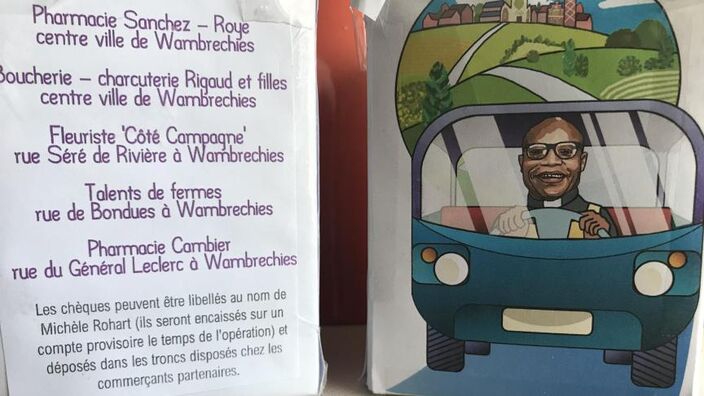 Pharmacie Sanchez – Roye
centre ville de Wambrechies
Boucherie – charcuterie Rigaud et filles
centre ville de Wambrechies
Fleuriste 'Côté Campagne'
rue Séré de Rivière à Wambrechies
Talents de fermes
rue de Bondues à Wambrechies
Pharmacie Cambier
rue du Général Leclerc à Wambrechies
Les chèques peuvent être libellés au nom de
Michèle Rohart (ils seront encaissés sur un
compte provisoire le temps de l'opération) et
déposés dans les troncs disposés chez les
commerçants partenaires.